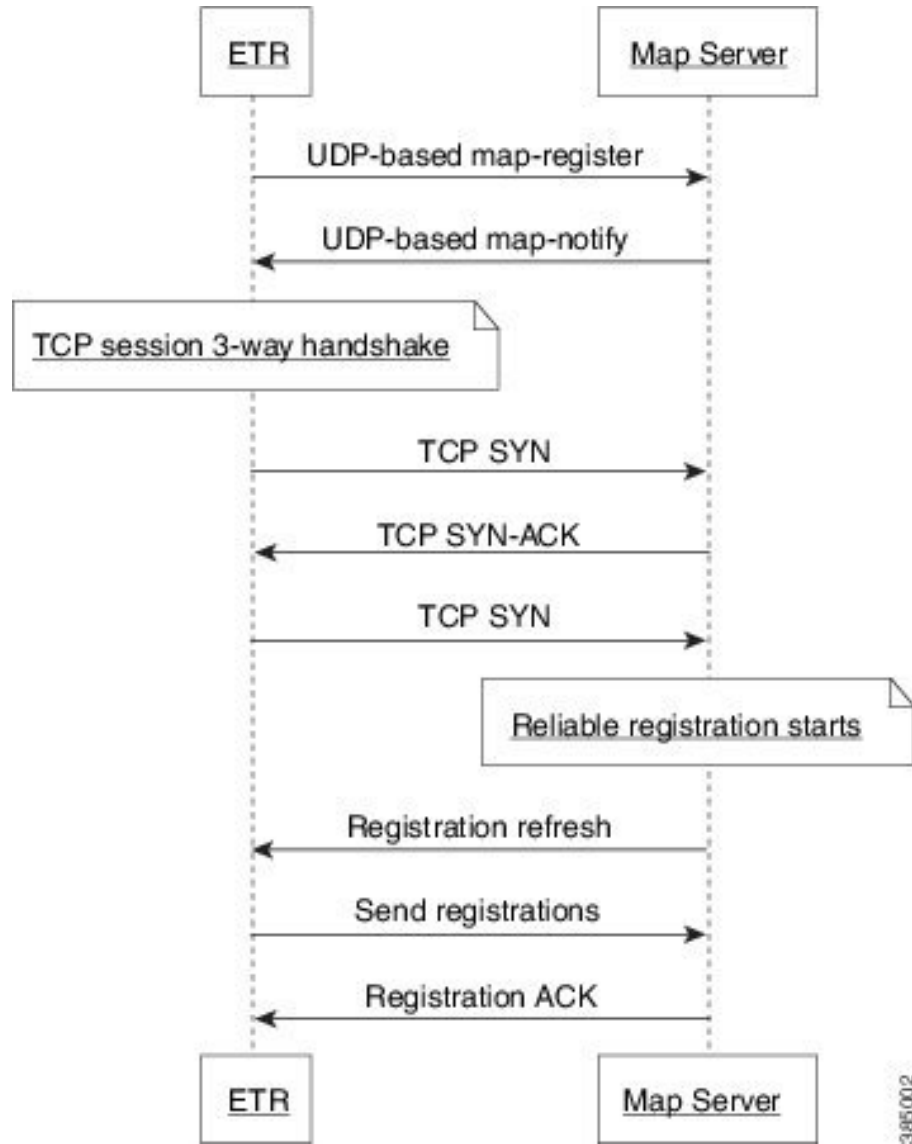 ETR
Map Server
UDP-based map-register
UDP-based map-notify
TCP session 3-way handshake
TCP SYN
TCP SYN-ACK
TCP SYN
Reliable registration starts
Registration refresh
Send registrations
Registration ACK
ETR
Map Server
385002